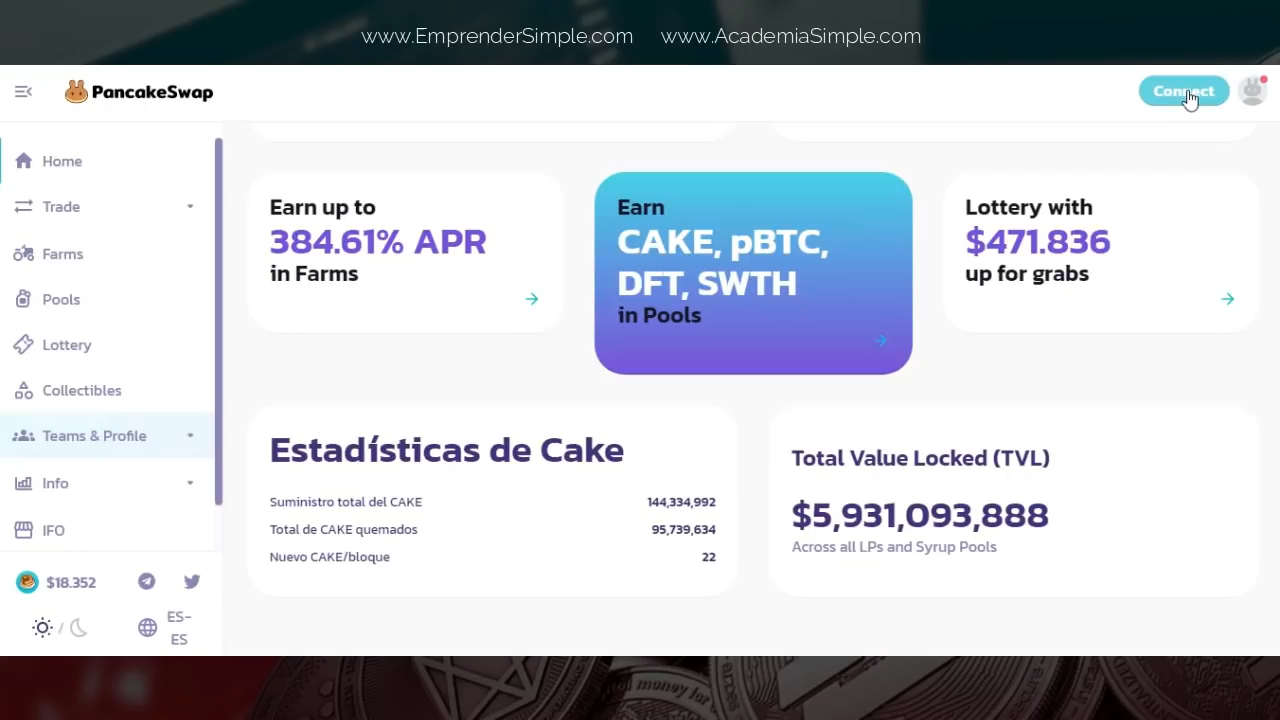 www.EmprenderSimple.com www.AcademiaSimple.com
PancakeSwap
Connect
Home
Trade
Farms
Pools
Lottery
Collectibles
Teams & Profile
Info
IFO
$18.352
/
ES-
ES
Earn up to
384.61% APR
in Farms
Earn
CAKE, pBTC,
DFT, SWTH
in Pools
Lottery with
$471.836
up for grabs
Estadísticas de Cake
Suministro total del CAKE 144,334,992
Total de CAKE quemados 95,739,634
Nuevo CAKE/bloque 22
Total Value Locked (TVL)
$5,931,093,888
Across all LPs and Syrup Pools
money for